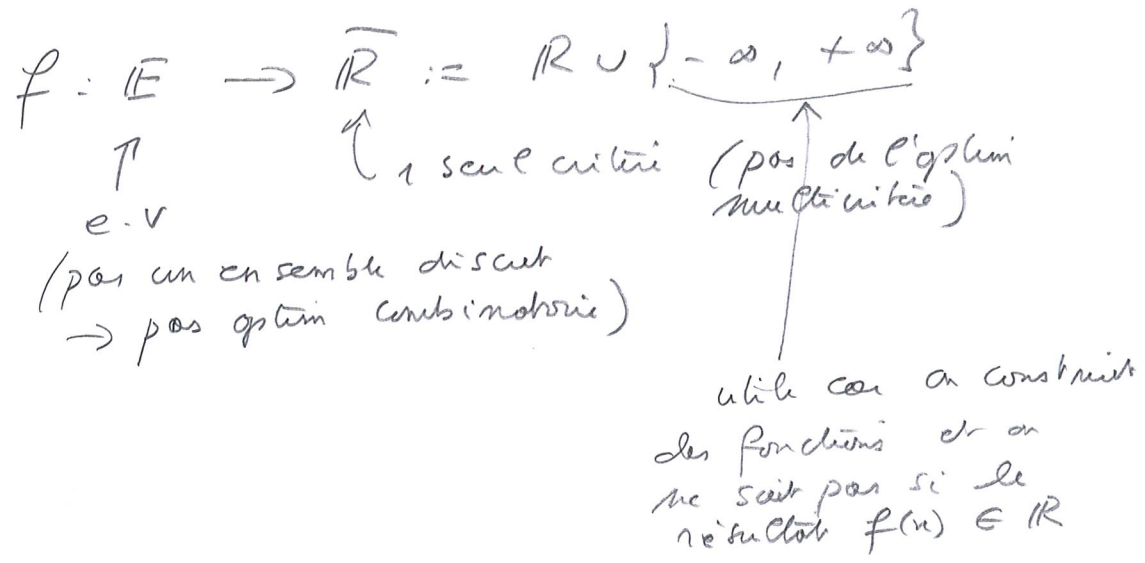 f : 𝔼 → ℝ̅ := ℝ ∪ {-∞, +∞}
↑ e.v
(pas un ensemble discret
→ pas optim combinatoire)
1 seul critère (pas de l'optim
multicritère)
utile car on construit
des fonctions et on
ne sait pas si le
résultat f(x) ∈ ℝ